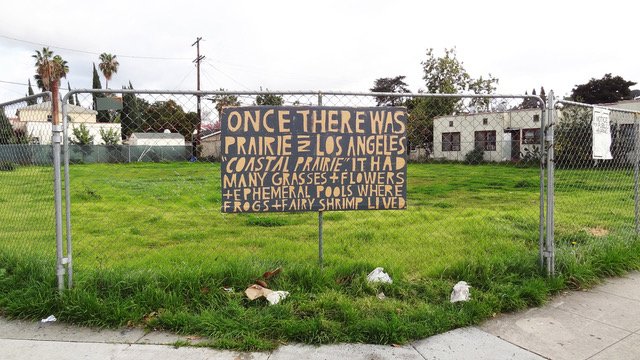 ONCE THERE WAS
PRAIRIE IN LOS ANGELES
"COASTAL PRAIRIE" IT HAD
MANY GRASSES + FLOWERS
+ EPHEMERAL POOLS WHERE
FROGS + FAIRY SHRIMP LIVED